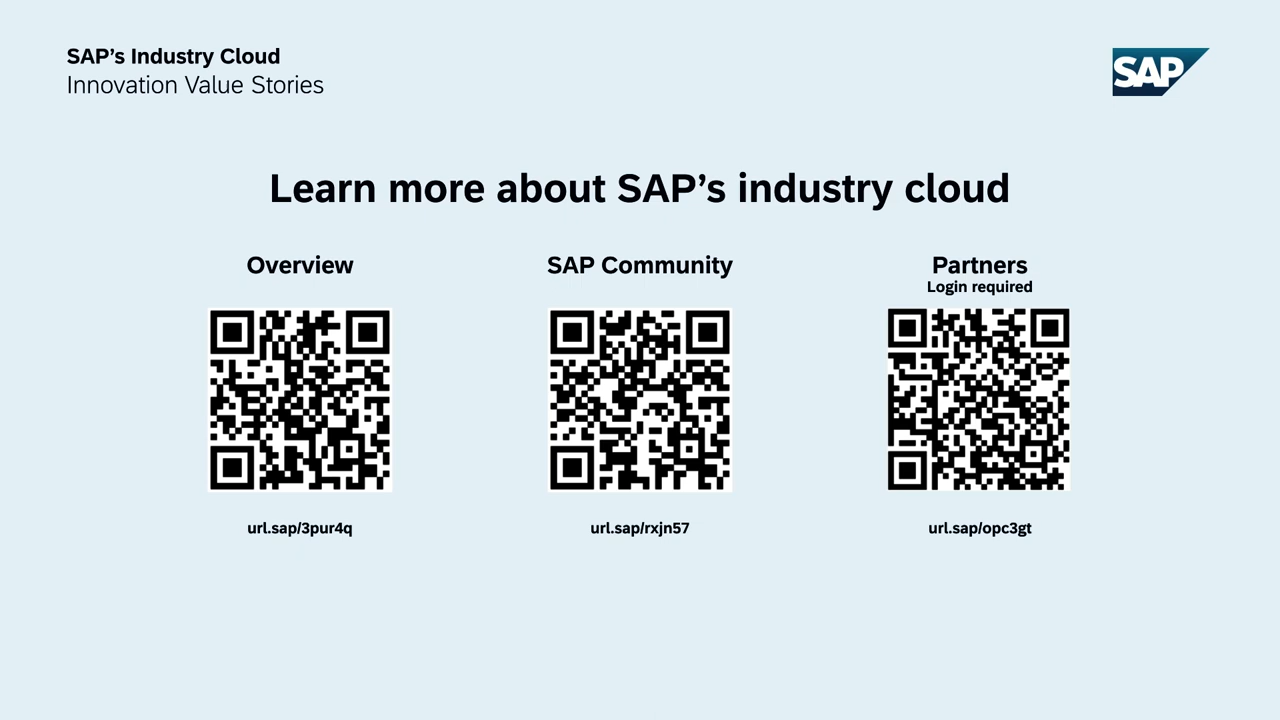 SAP’s Industry Cloud
Innovation Value Stories
SAP
Learn more about SAP’s industry cloud
Overview
SAP Community
Partners
Login required
url.sap/3pur4q
url.sap/rxjn57
url.sap/opc3gt